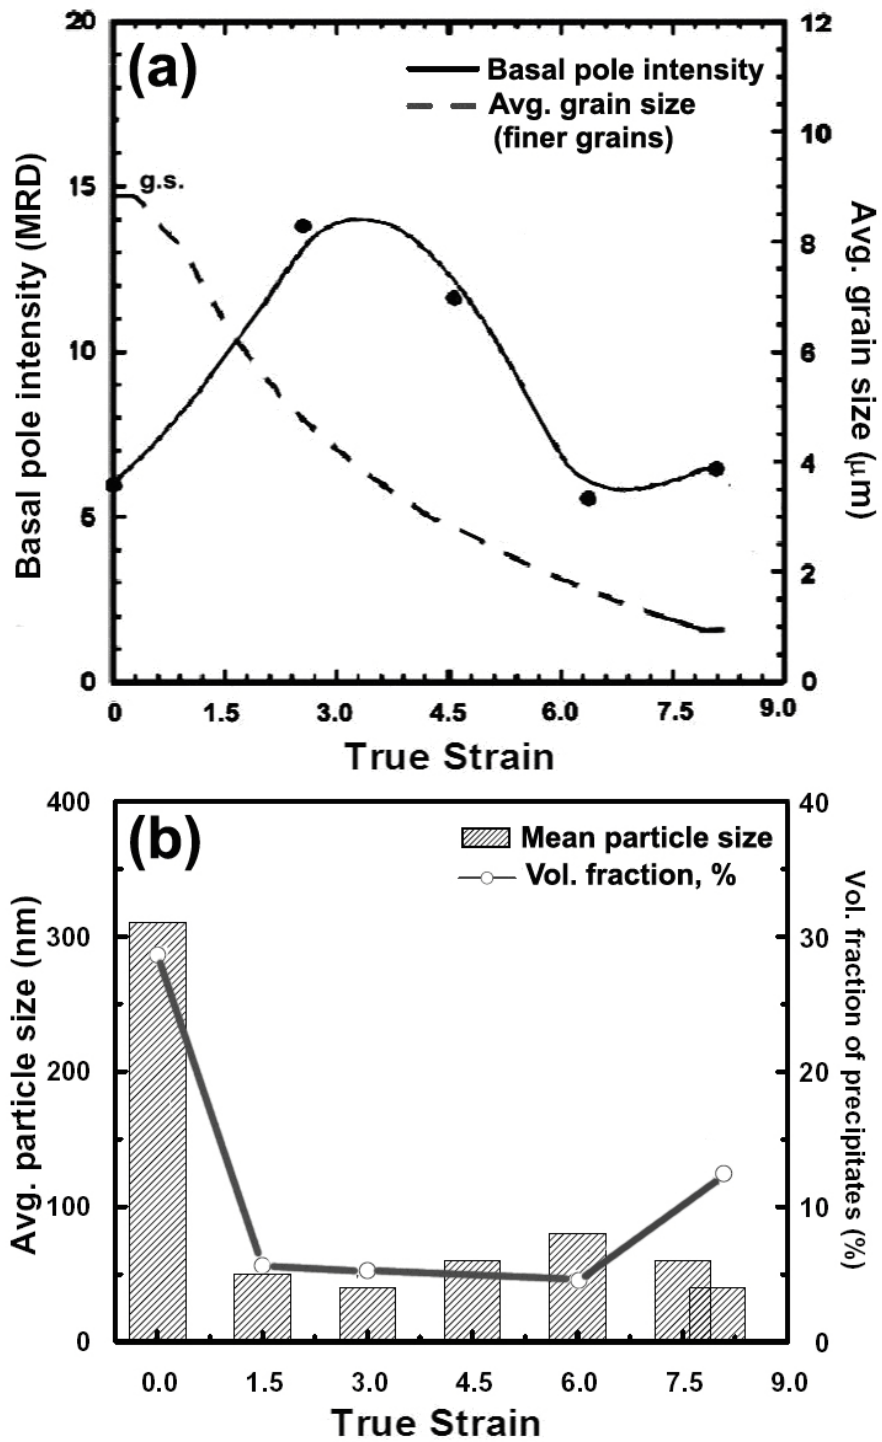 (a)
Basal pole intensity
Avg. grain size
(finer grains)
g.s.
Basal pole intensity (MRD)
20
15
10
5
0
Avg. grain size (μm)
12
10
8
6
4
2
0
0 1.5 3.0 4.5 6.0 7.5 9.0
True Strain
(b)
Mean particle size
Vol. fraction, %
Avg. particle size (nm)
400
300
200
100
0
Vol. fraction of precipitates (%)
40
30
20
10
0
0.0 1.5 3.0 4.5 6.0 7.5 9.0
True Strain